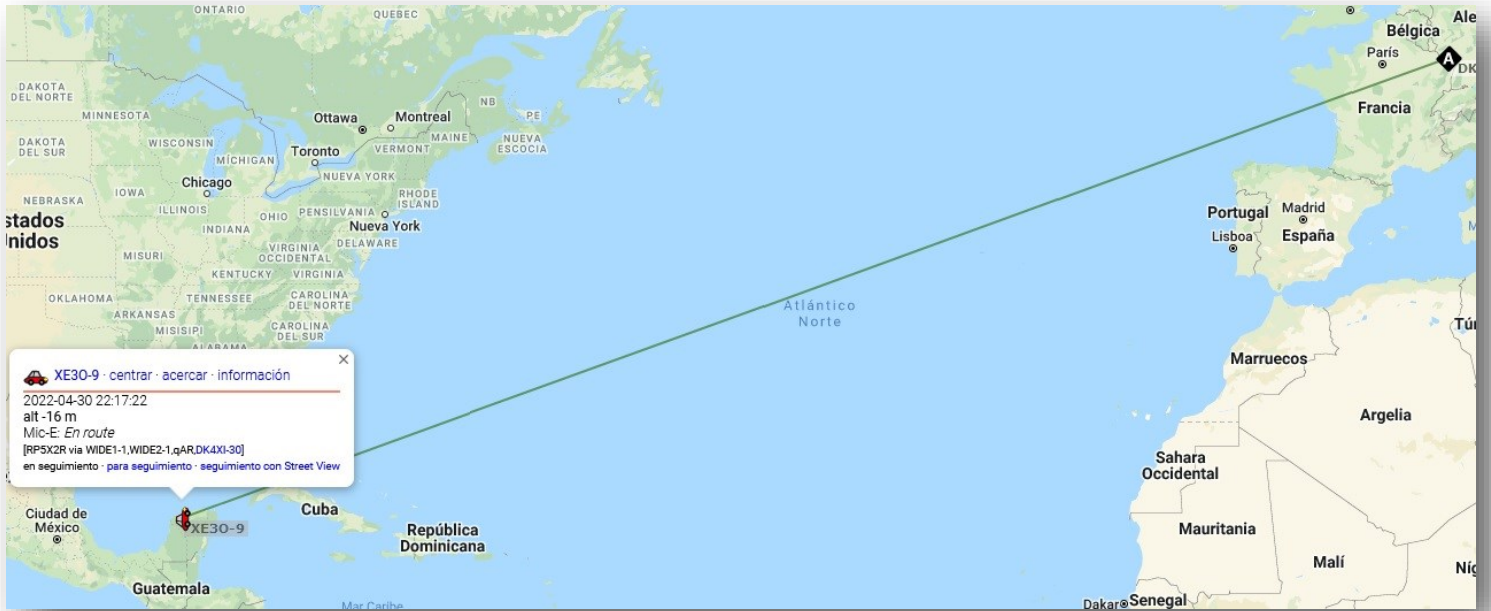 ONTARIO
QUEBEC
DAKOTA
DEL NORTE
MINNESOTA
Ottawa
Montreal
NB
PE
MAINE
NUEVA
ESCOCIA
DAKOTA
DEL SUR
WISCONSIN
MÍCHIGAN
Toronto
VERMONT
NUEVA YORK
Chicago
RHODE
ISLAND
NEBRASKA
IOWA
ILLINOIS
INDIANA
OHIO
PENSILVANIA
Nueva York
stados
Unidos
MISURI
VIRGINIA
OCCIDENTAL
DELAWARE
KENTUCKY
VIRGINIA
OKLAHOMA
TENNESSEE
CAROLINA
DEL NORTE
ARKANSAS
MISISIPI
CAROLINA
DEL SUR
ALABAMA
XE3O-9 · centrar · acercar · información
2022-04-30 22:17:22
alt -16 m
Mic-E: En route
[RP5X2R via WIDE1-1,WIDE2-1,qAR,DK4XI-30]
en seguimiento · para seguimiento · seguimiento con Street View
XE3O-9
Ciudad de
México
Cuba
República
Dominicana
Guatemala
Mar Caribe
Atlántico
Norte
Bélgica
Ale
París
A
DK
Francia
Portugal
Madrid
Lisboa
España
M
Tún
Marruecos
Argelia
Sahara
Occidental
Mauritania
Malí
Níg
Dakar
Senegal